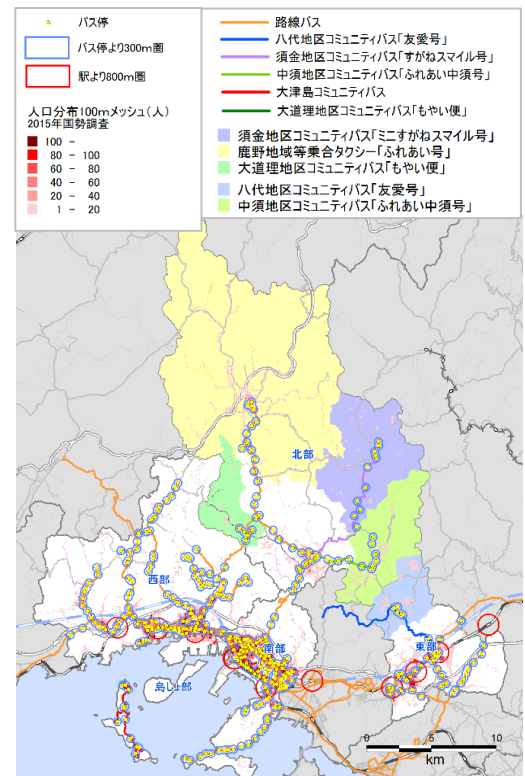 バス停
バス停より300m圏
駅より800m圏
人口分布100mメッシュ(人)
2015年国勢調査
100 -
80 - 100
60 - 80
40 - 60
20 - 40
1 - 20
路線バス
八代地区コミュニティバス「友愛号」
須金地区コミュニティバス「すがねスマイル号」
中須地区コミュニティバス「ふれあい中須号」
大津島コミュニティバス
大道理地区コミュニティバス「もやい便」
須金地区コミュニティバス「ミニすがねスマイル号」
鹿野地域等乗合タクシー「ふれあい号」
大道理地区コミュニティバス「もやい便」
八代地区コミュニティバス「友愛号」
中須地区コミュニティバス「ふれあい中須号」
北部
西部
南部
東部
島しょ部
0 5 10
km